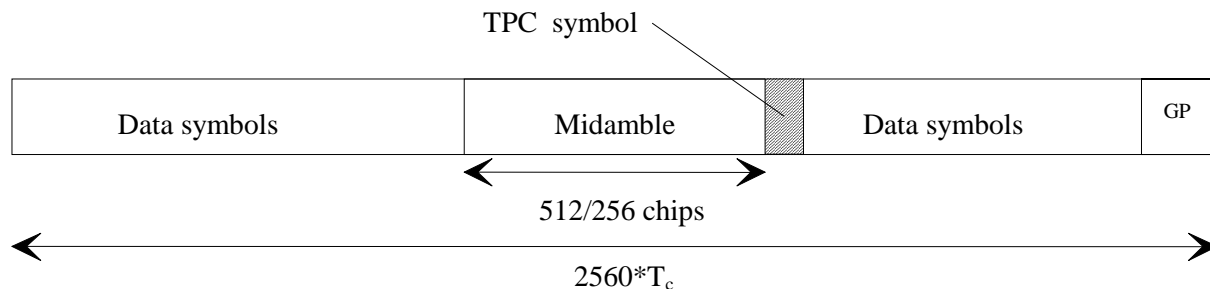 TPC symbol
Data symbols
Midamble
Data symbols
GP
512/256 chips
2560*Tc